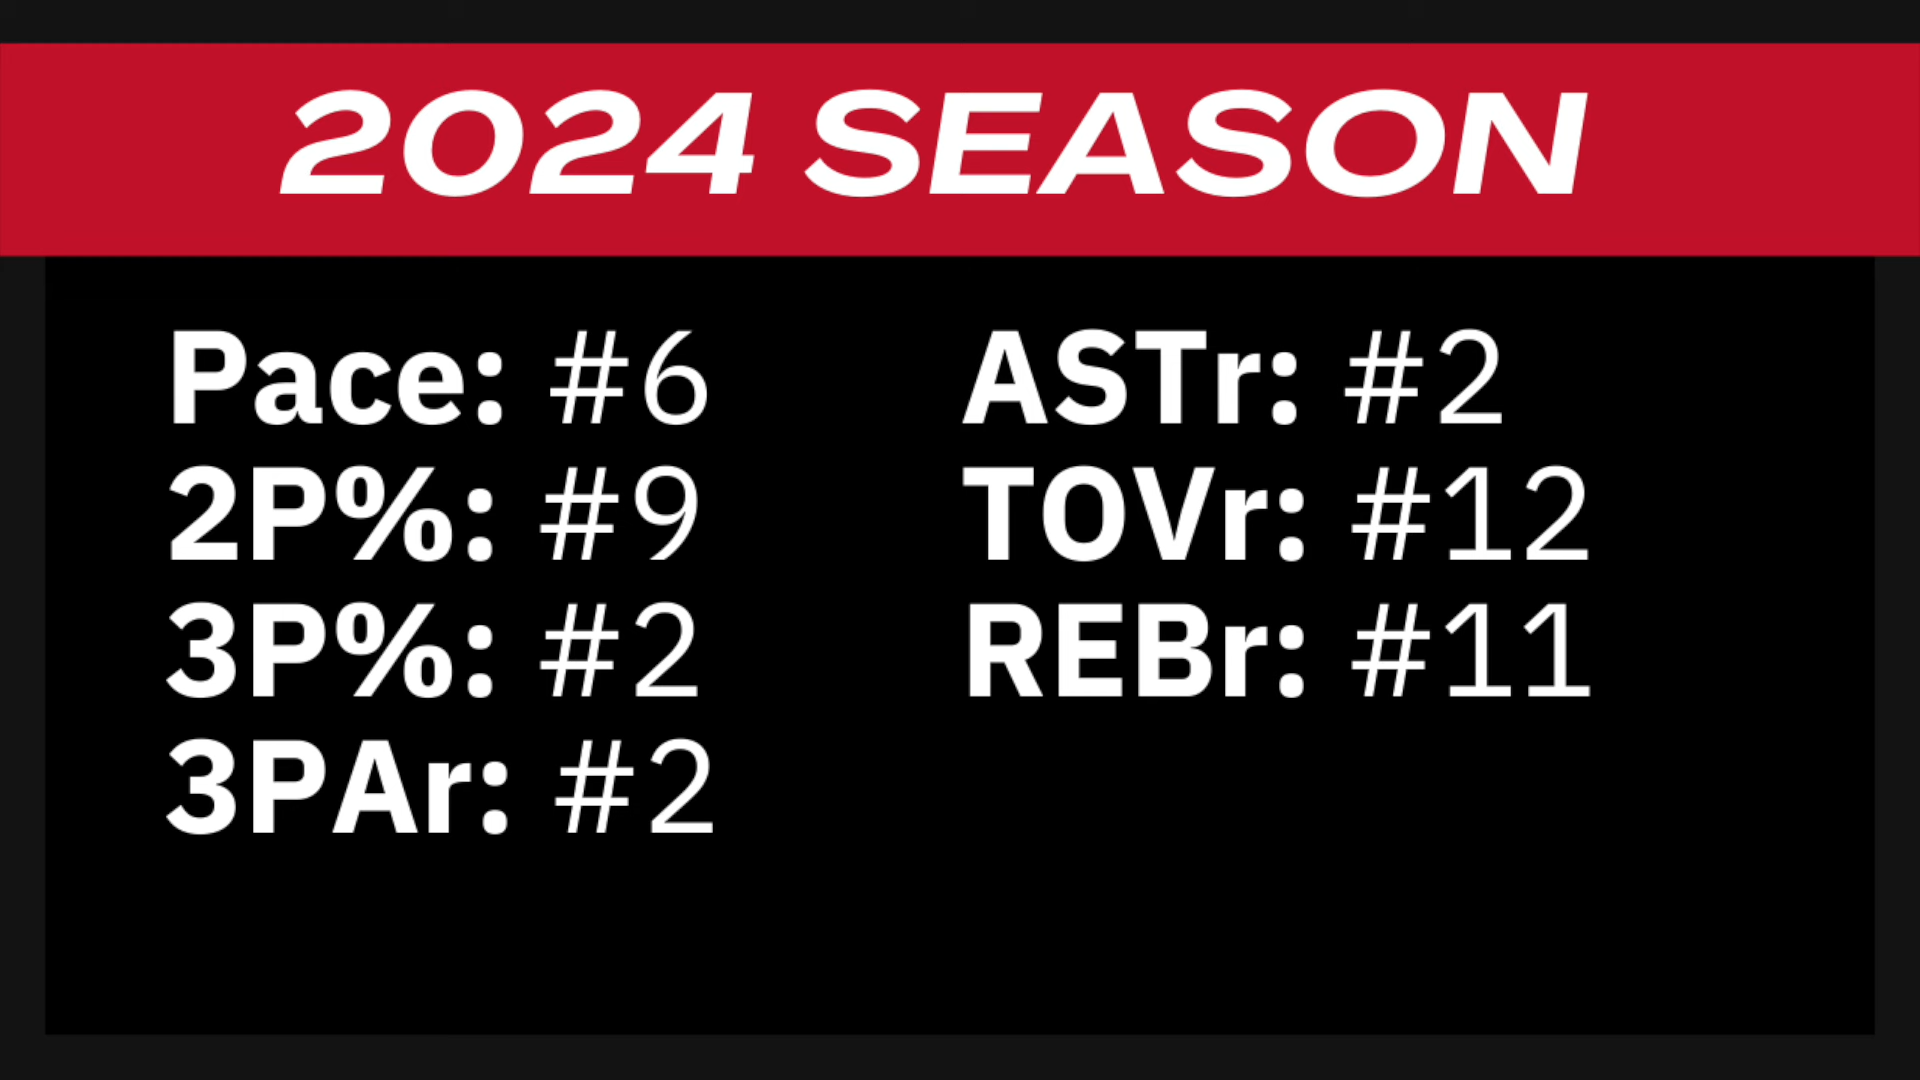 2024 SEASON
Pace: #6
2P%: #9
3P%: #2
3PAr: #2
ASTr: #2
TOVr: #12
REBr: #11